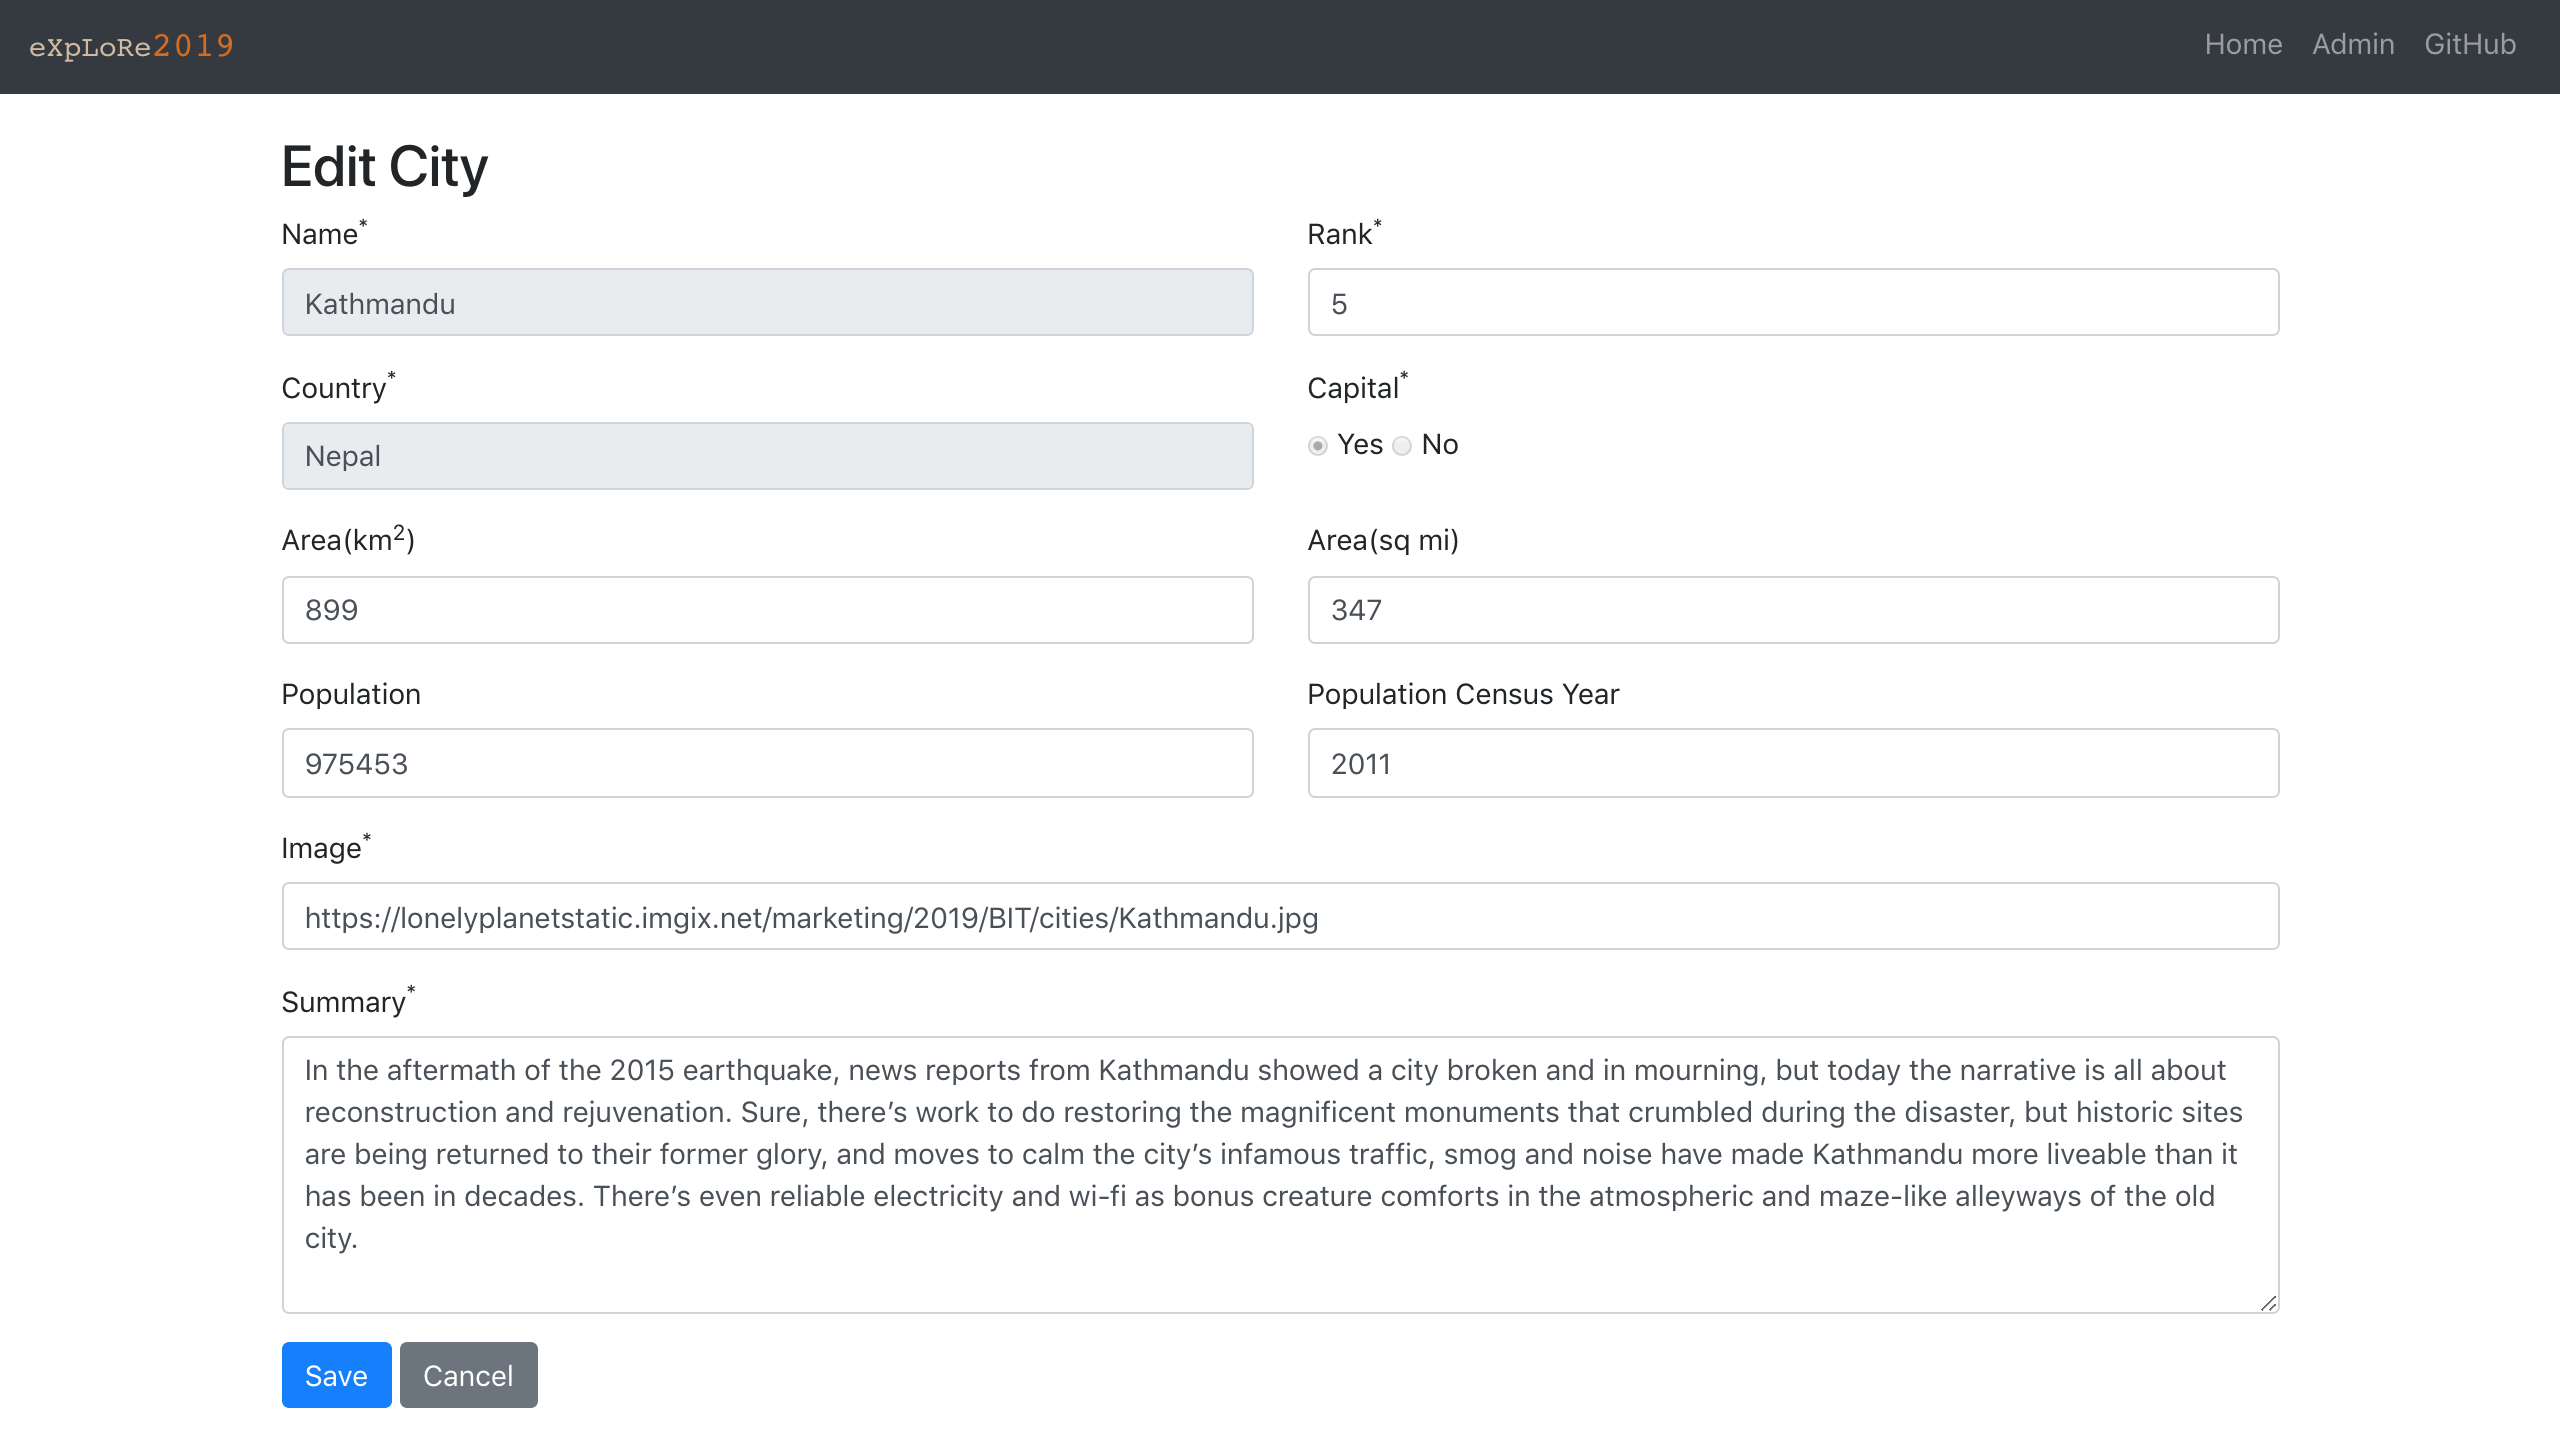 eXpLoRe2019
Home Admin GitHub
Edit City
Name* Rank*
Kathmandu 5
Country* Capital*
Nepal Yes No
Area(km²) Area(sq mi)
899 347
Population Population Census Year
975453 2011
Image*
https://lonelyplanetstatic.imgix.net/marketing/2019/BIT/cities/Kathmandu.jpg
Summary*
In the aftermath of the 2015 earthquake, news reports from Kathmandu showed a city broken and in mourning, but today the narrative is all about
reconstruction and rejuvenation. Sure, there’s work to do restoring the magnificent monuments that crumbled during the disaster, but historic sites
are being returned to their former glory, and moves to calm the city’s infamous traffic, smog and noise have made Kathmandu more liveable than it
has been in decades. There’s even reliable electricity and wi-fi as bonus creature comforts in the atmospheric and maze-like alleyways of the old
city.
Save Cancel